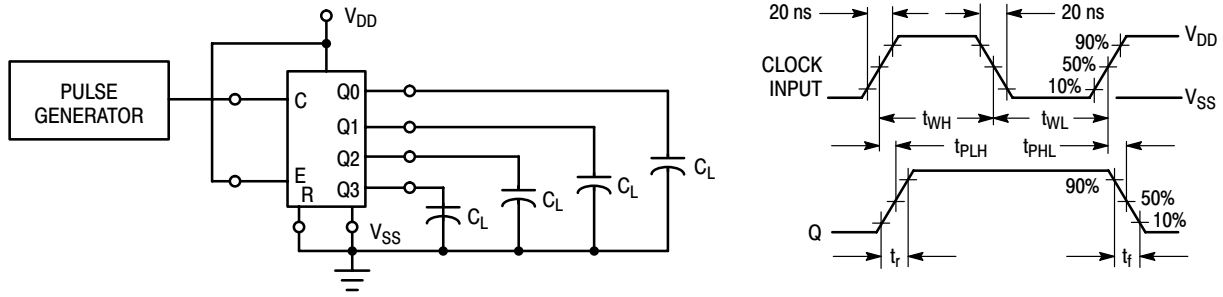 V_DD
PULSE
GENERATOR
C
E
R
Q0
Q1
Q2
Q3
V_SS
C_L
C_L
C_L
C_L
20 ns
20 ns
CLOCK
INPUT
90%
50%
10%
V_DD
V_SS
t_WH
t_WL
t_PLH
t_PHL
Q
90%
50%
10%
t_r
t_f